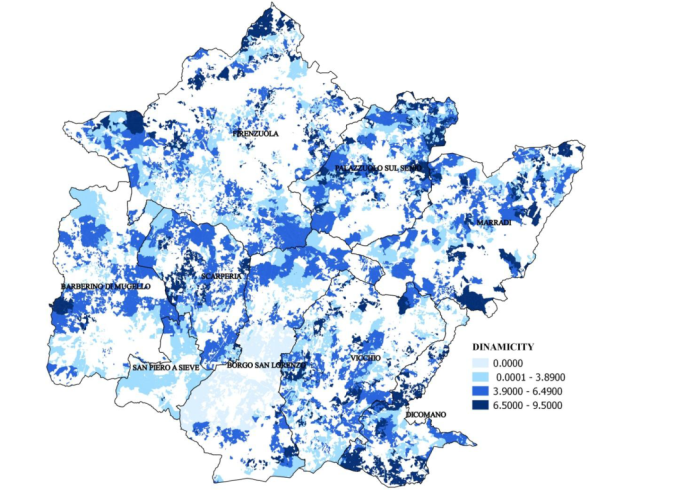 FIRENZUOLA
PALAZZUOLO SUL SENIO
MARRADI
SCARPERIA
BARBERINO DI MUGELLO
SAN PIERO A SIEVE
BORGO SAN LORENZO
VICCHIO
DICOMANO
DINAMICITY
0.0000
0.0001 - 3.8900
3.9000 - 6.4900
6.5000 - 9.5000